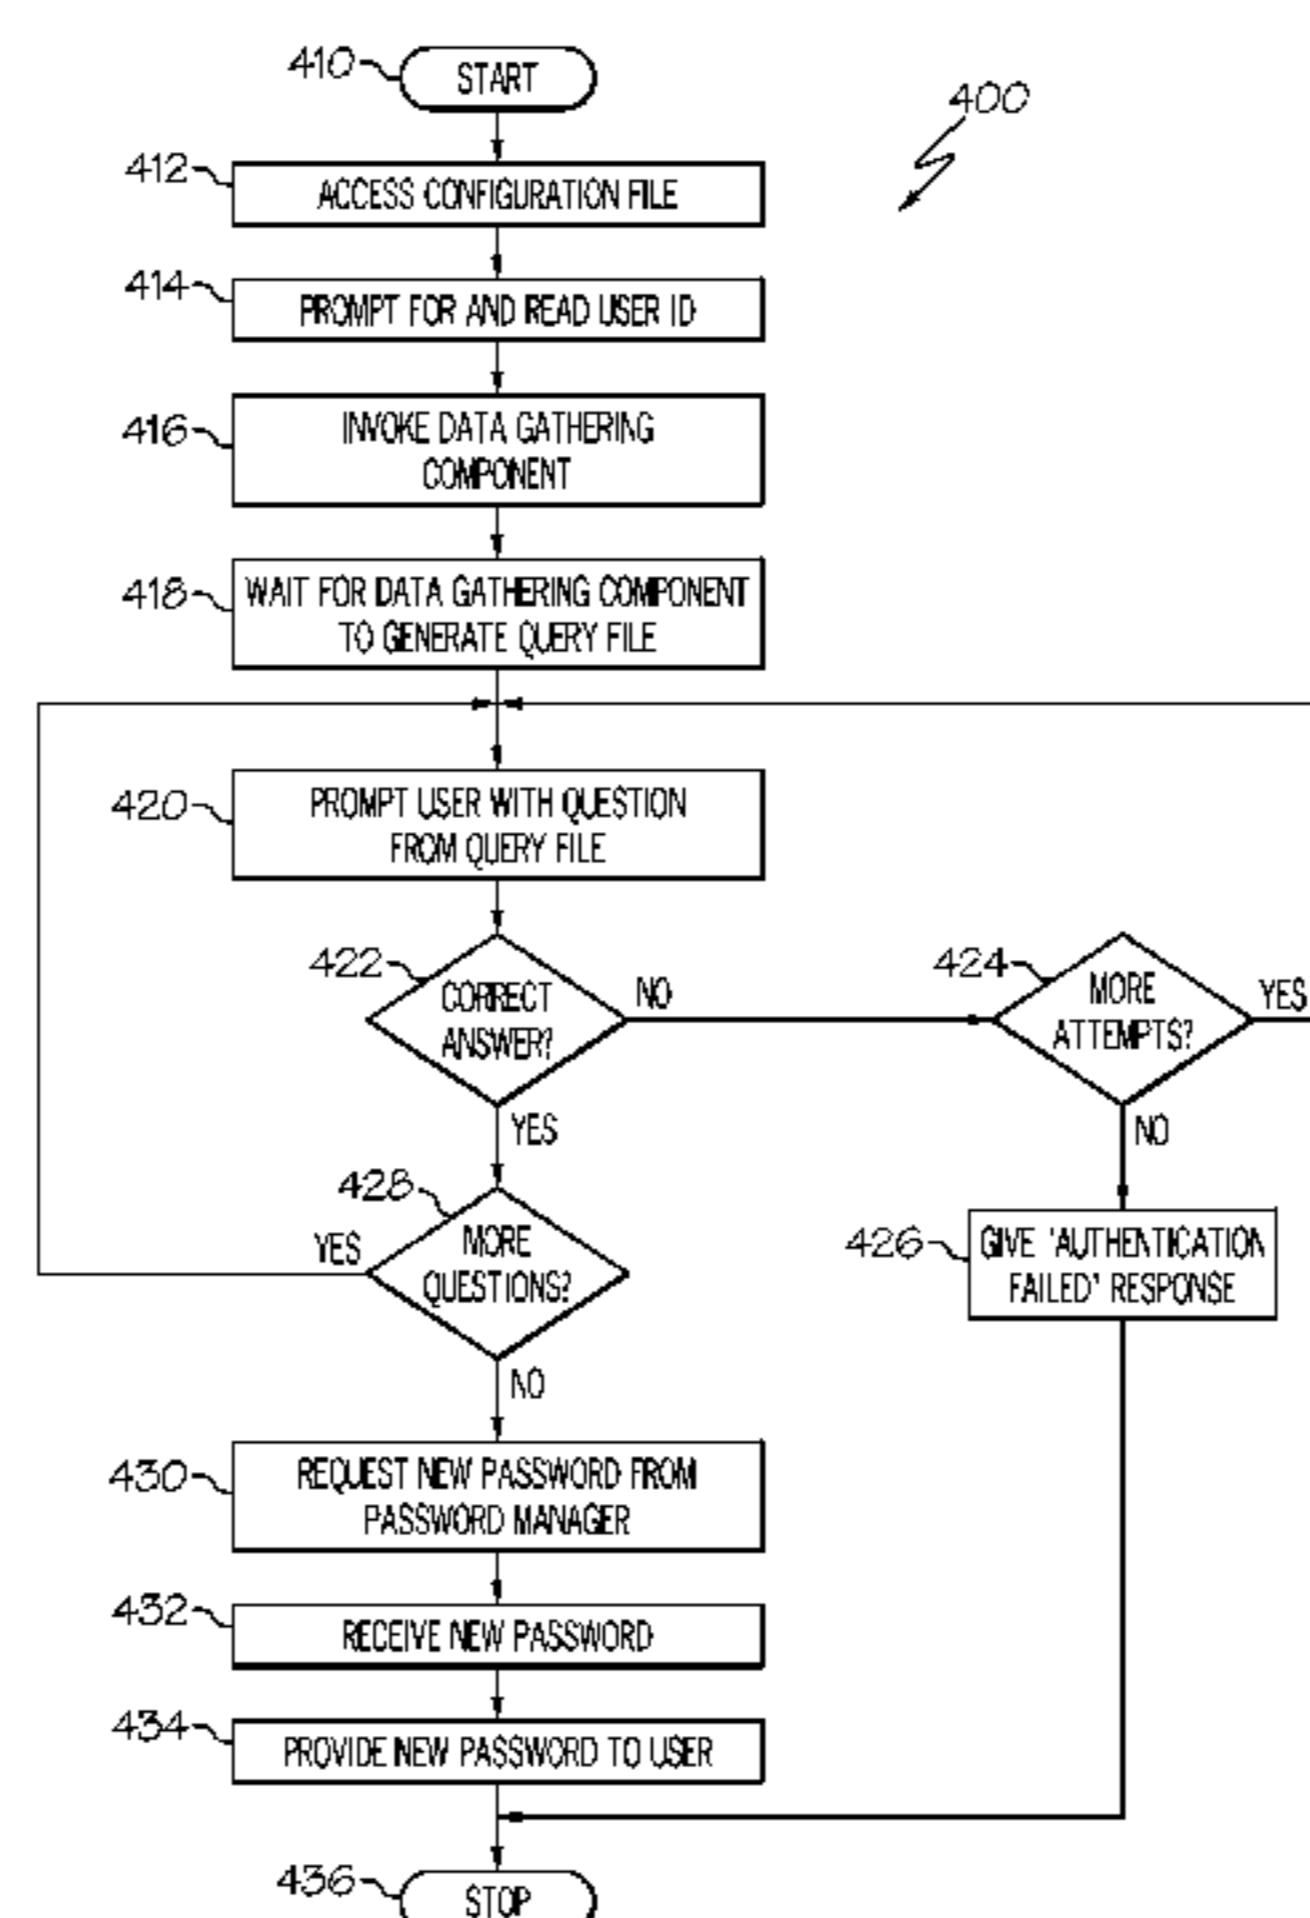 410
START
400
412
ACCESS CONFIGURATION FILE
414
PROMPT FOR AND READ USER ID
416
INVOKE DATA GATHERING
COMPONENT
418
WAIT FOR DATA GATHERING COMPONENT
TO GENERATE QUERY FILE
420
PROMPT USER WITH QUESTION
FROM QUERY FILE
422
CORRECT
ANSWER?
NO
424
MORE
ATTEMPTS?
YES
YES
NO
428
MORE
QUESTIONS?
YES
426
GIVE 'AUTHENTICATION
FAILED' RESPONSE
NO
430
REQUEST NEW PASSWORD FROM
PASSWORD MANAGER
432
RECEIVE NEW PASSWORD
434
PROVIDE NEW PASSWORD TO USER
436
STOP